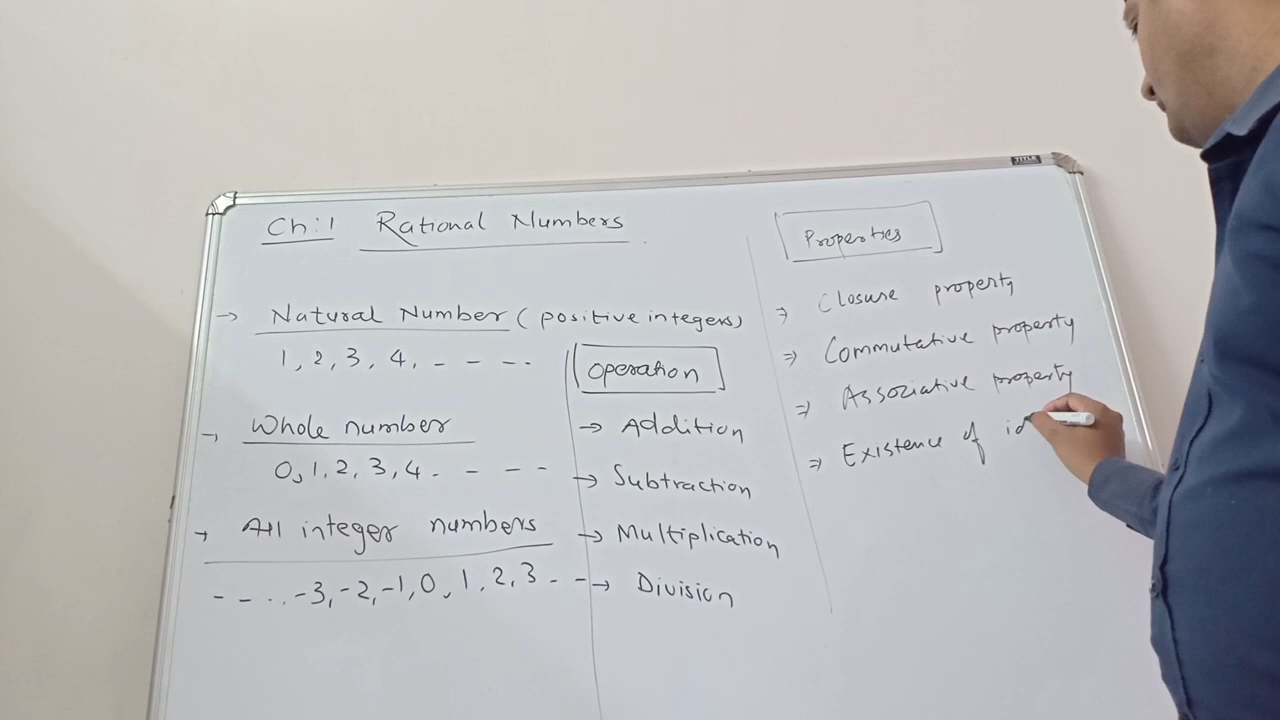 Ch:1 Rational Numbers
→ Natural Number (positive integers)
1, 2, 3, 4, - - - -
→ Whole number
0, 1, 2, 3, 4. - - -
→ All integer numbers
- - - . . -3, -2, -1, 0, 1, 2, 3 - - -
Operation
→ Addition
→ Subtraction
→ Multiplication
→ Division
Properties
⇒ Closure property
⇒ Commutative property
⇒ Associative property
⇒ Existence of id
TITLE